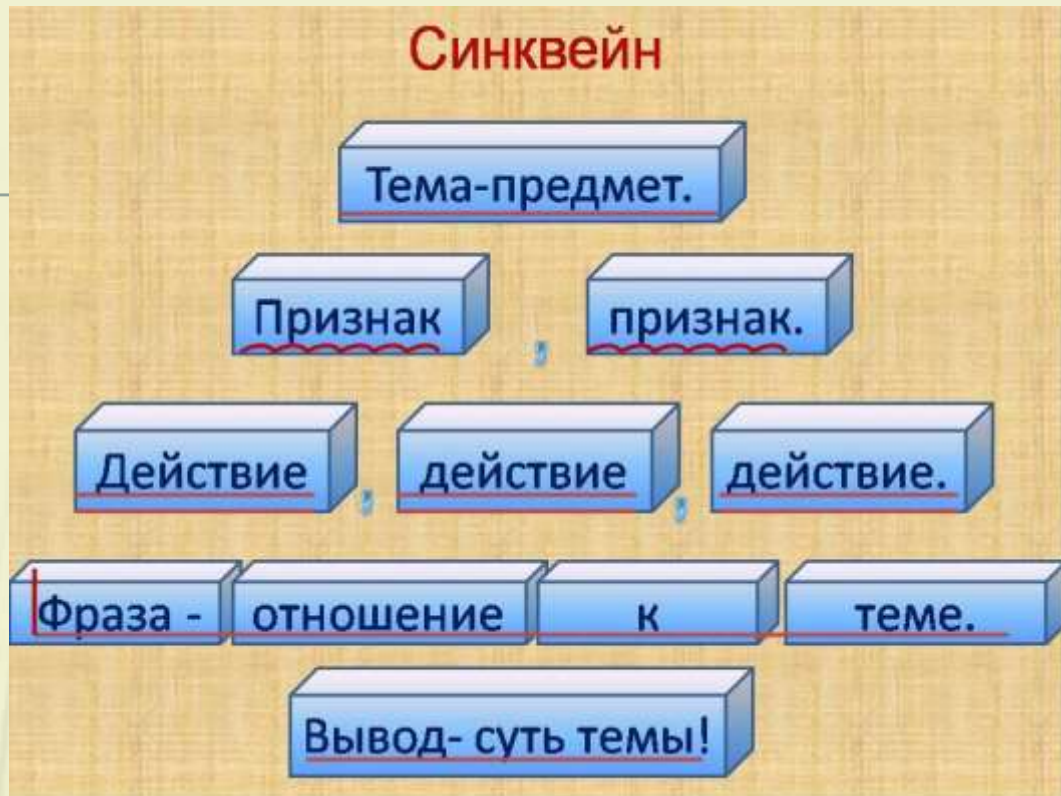 Синквейн
Тема-предмет.
Признак , признак.
Действие , действие , действие.
Фраза - отношение к теме.
Вывод- суть темы!